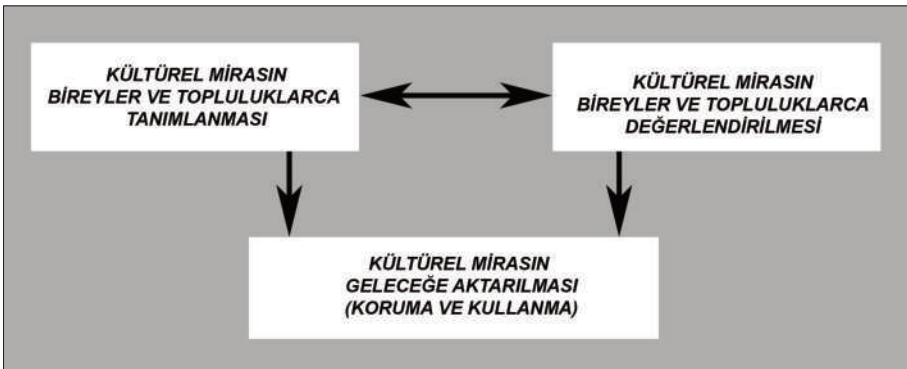 KÜLTÜREL MİRASIN
BİREYLER VE TOPLULUKLARCA
TANIMLANMASI
KÜLTÜREL MİRASIN
BİREYLER VE TOPLULUKLARCA
DEĞERLENDİRİLMESİ
KÜLTÜREL MİRASIN
GELECEĞE AKTARILMASI
(KORUMA VE KULLANMA)